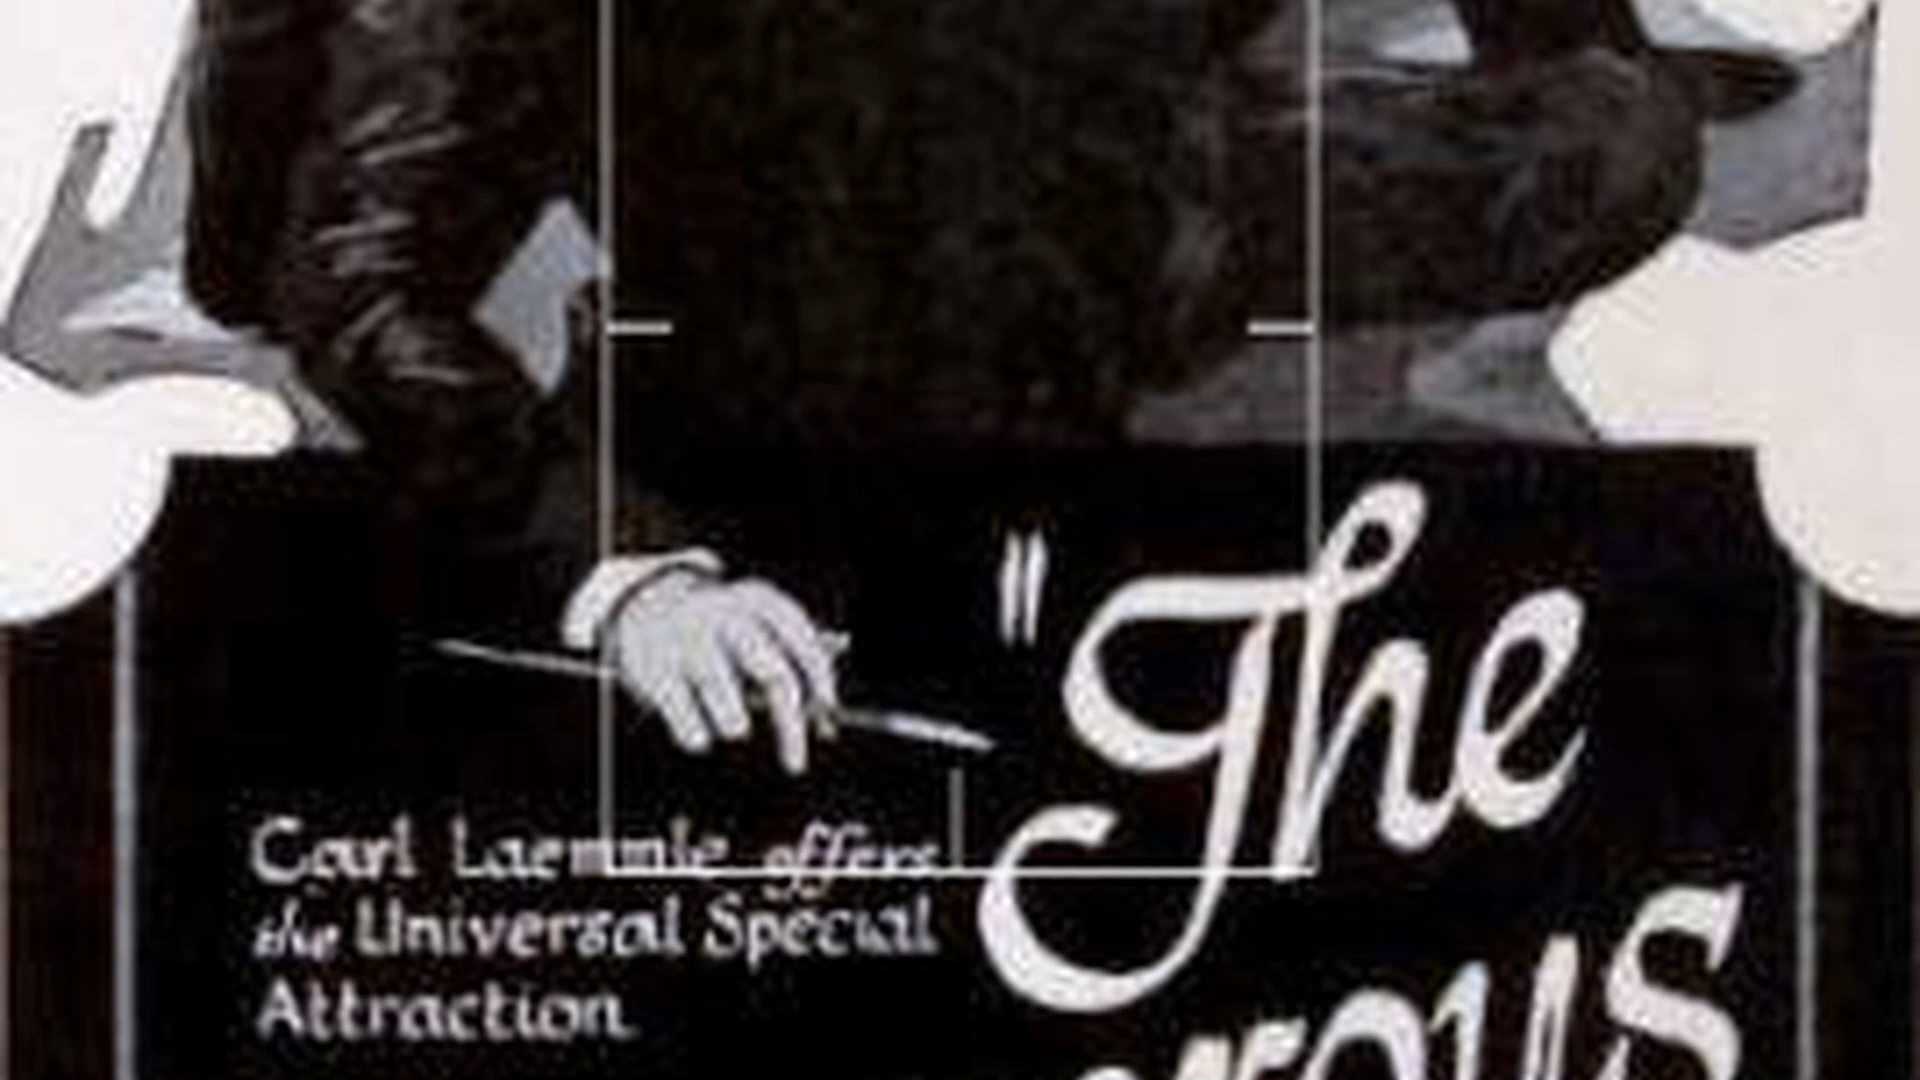 "The
Carl Laemmle offers
the Universal Special
Attraction